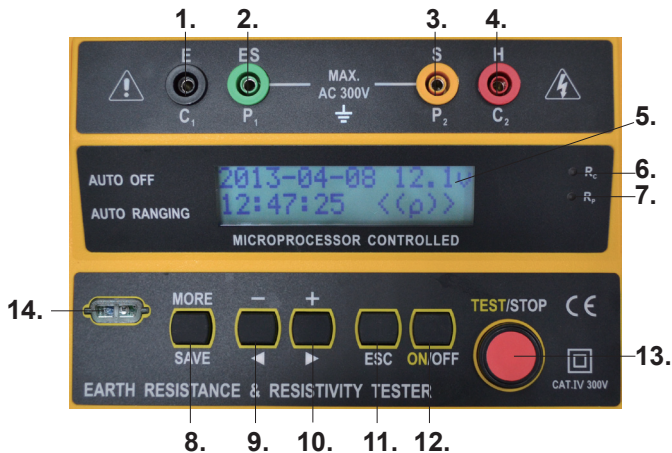 1. 2. 3. 4.
E ES S H
MAX.
AC 300V
C₁ P₁ P₂ C₂
5.
AUTO OFF
2013-04-08 12.1v
R_C 6.
AUTO RANGING
12:47:25 <(ρ)>
R_P 7.
MICROPROCESSOR CONTROLLED
14.
MORE − + TEST/STOP CE
SAVE ◀ ▶ ESC ON/OFF
13.
CAT.IV 300V
EARTH RESISTANCE & RESISTIVITY TESTER
8. 9. 10. 11. 12.